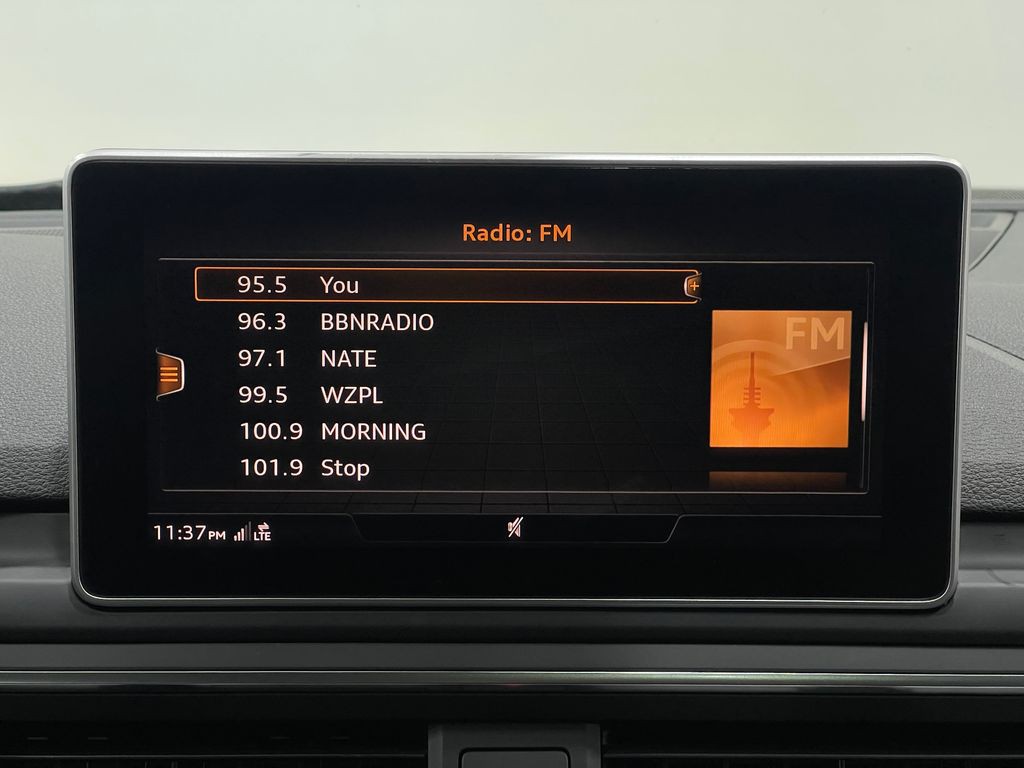 Radio: FM
95.5 You
96.3 BBNRADIO
FM
97.1 NATE
99.5 WZPL
100.9 MORNING
101.9 Stop
11:37PM LTE